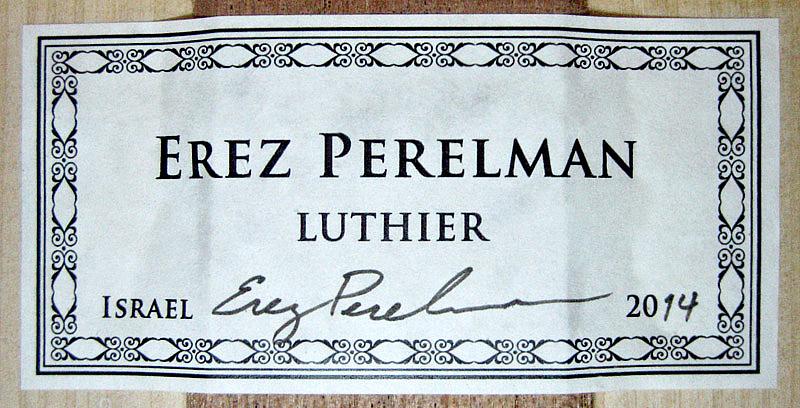 EREZ PERELMAN
LUTHIER
ISRAEL Erez Perelman 2014